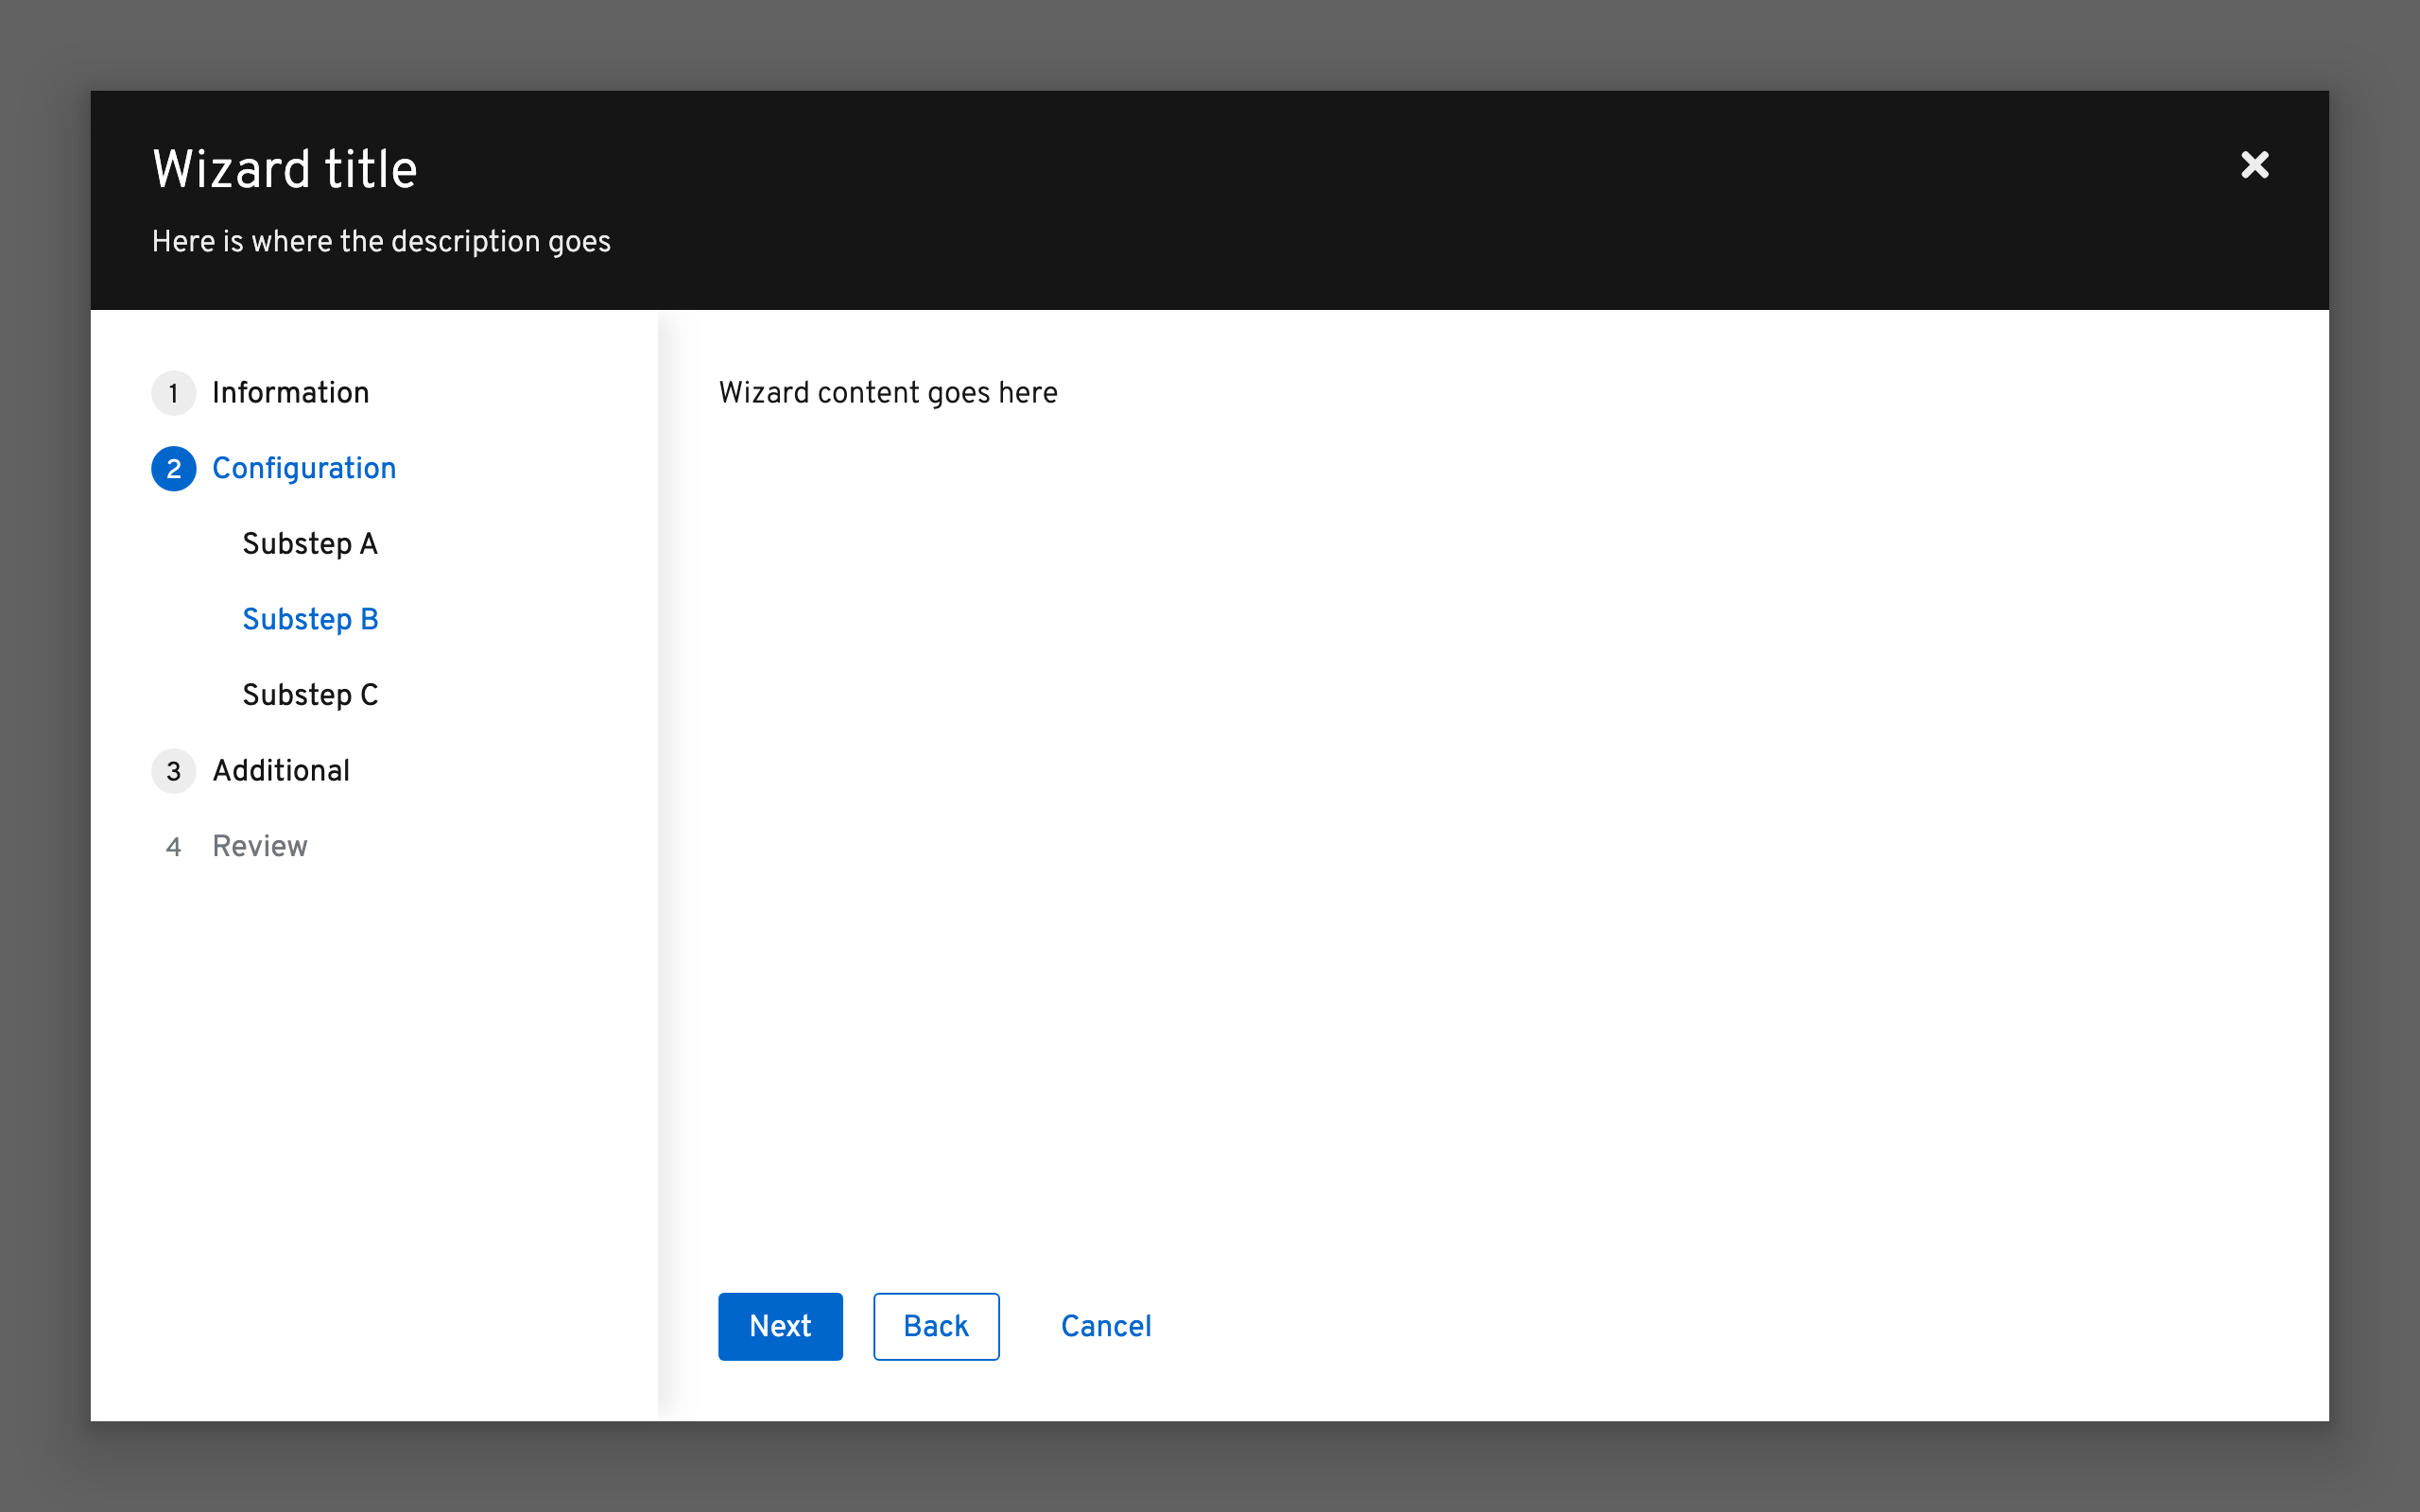 Wizard title
Here is where the description goes
1 Information
2 Configuration
Substep A
Substep B
Substep C
3 Additional
4 Review
Wizard content goes here
Next Back Cancel